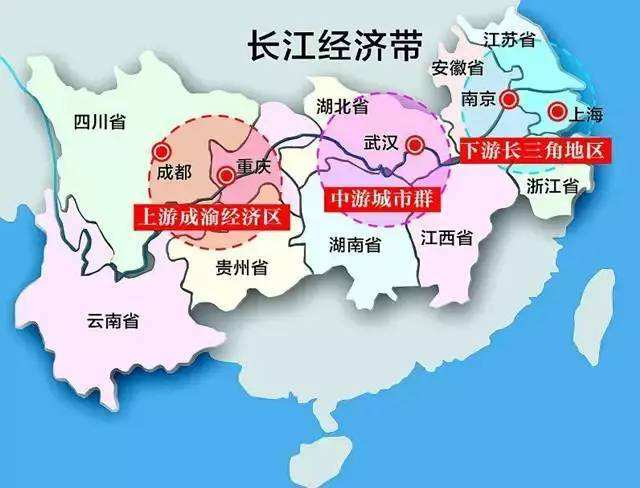 长江经济带
江苏省
安徽省
南京
上海
湖北省
四川省
武汉
下游长三角地区
成都
重庆
浙江省
中游城市群
上游成渝经济区
江西省
湖南省
贵州省
云南省